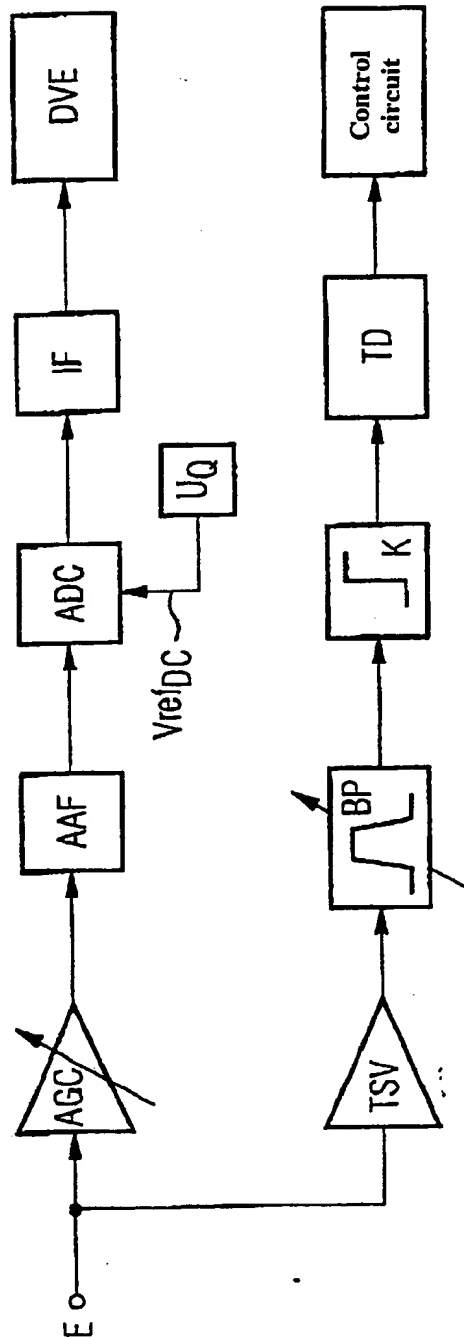 E
AGC
AAF
ADC
IF
DVE
VrefDC
UQ
TSV
BP
K
TD
Control
circuit